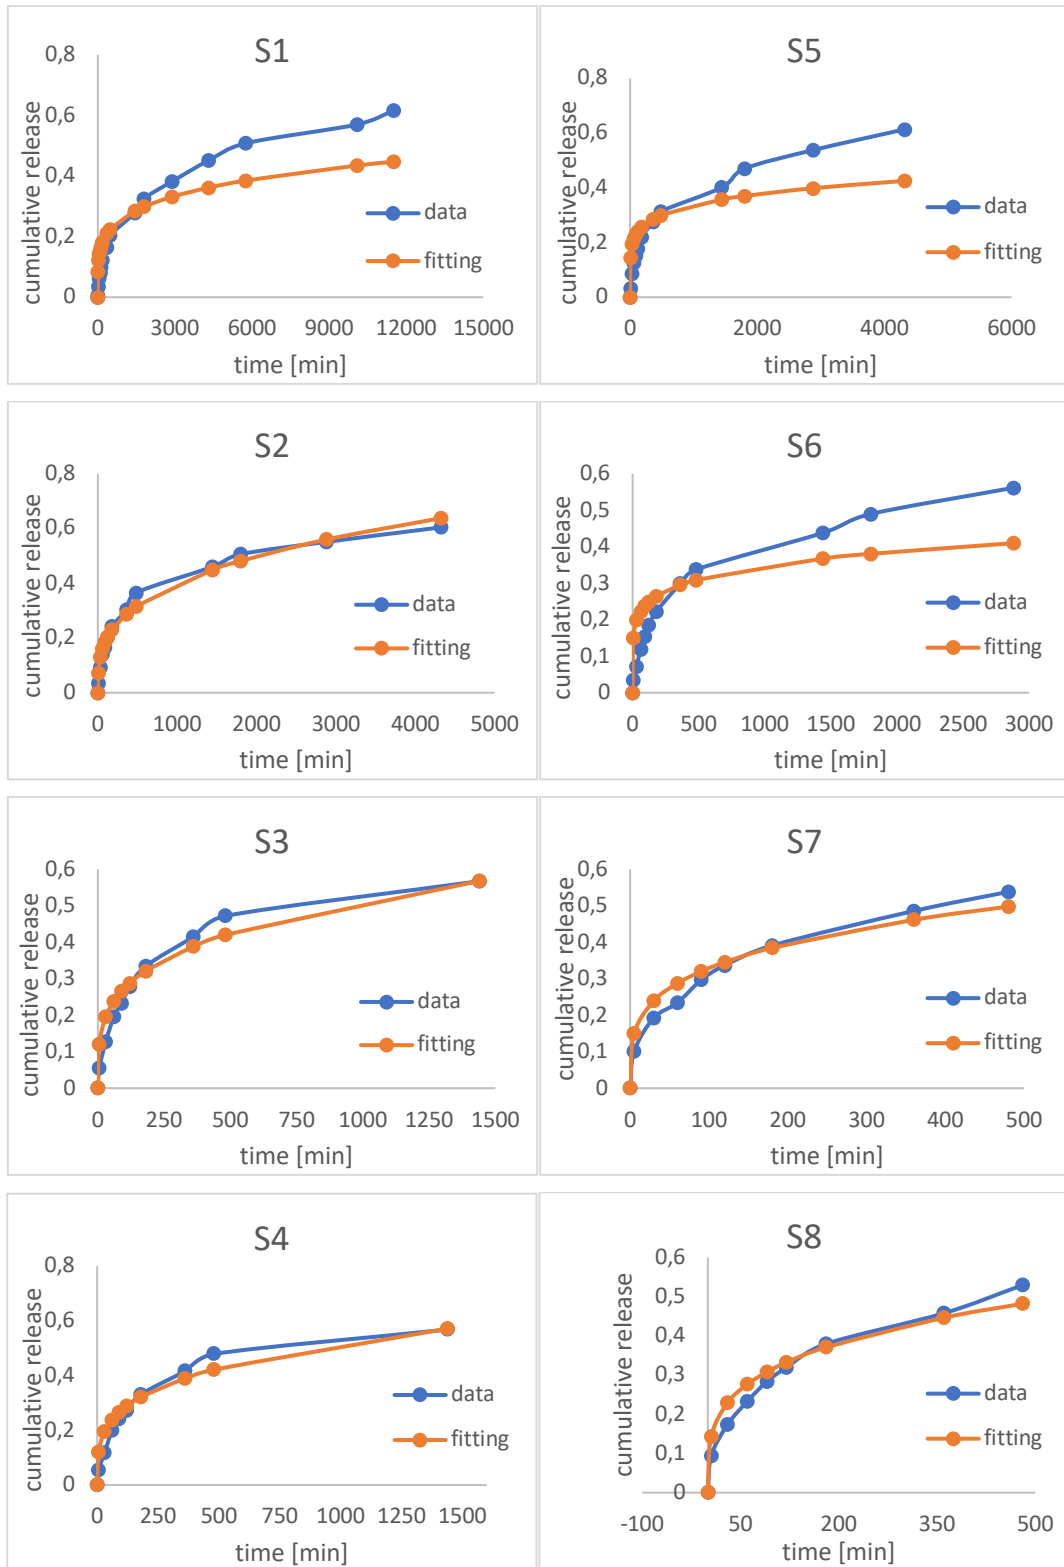 S1
cumulative release
0,8
0,6
0,4
0,2
0
data
fitting
0 3000 6000 9000 12000 15000
time [min]
S5
cumulative release
0,8
0,6
0,4
0,2
0
data
fitting
0 2000 4000 6000
time [min]
S2
cumulative release
0,8
0,6
0,4
0,2
0
data
fitting
0 1000 2000 3000 4000 5000
time [min]
S6
cumulative release
0,6
0,5
0,4
0,3
0,2
0,1
0
data
fitting
0 500 1000 1500 2000 2500 3000
time [min]
S3
cumulative release
0,6
0,5
0,4
0,3
0,2
0,1
0
data
fitting
0 250 500 750 1000 1250 1500
time [min]
S7
cumulative release
0,6
0,5
0,4
0,3
0,2
0,1
0
data
fitting
0 100 200 300 400 500
time [min]
S4
cumulative release
0,8
0,6
0,4
0,2
0
data
fitting
0 250 500 750 1000 1250 1500
time [min]
S8
cumulative release
0,6
0,5
0,4
0,3
0,2
0,1
0
data
fitting
-100 50 200 350 500
time [min]